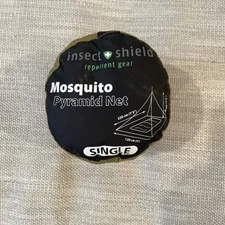 insect shield
repellent gear
Mosquito
Pyramid Net
SINGLE